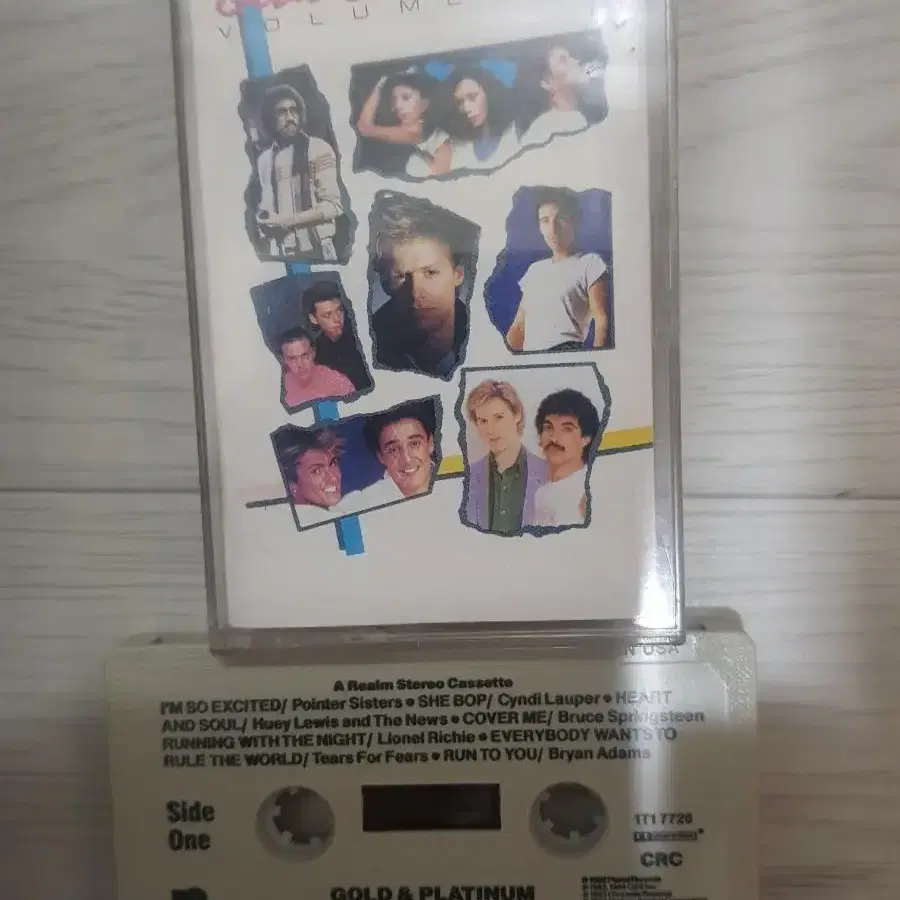 VOLUME
N USA
A Realm Stereo Cassette
I'M SO EXCITED/ Pointer Sisters • SHE BOP/ Cyndi Lauper • HEART
AND SOUL/ Huey Lewis and The News • COVER ME/ Bruce Springsteen
RUNNING WITH THE NIGHT/ Lionel Richie • EVERYBODY WANTS TO
RULE THE WORLD/ Tears For Fears • RUN TO YOU/ Bryan Adams
Side
One
1T1 7726
CRC
GOLD & PLATINUM